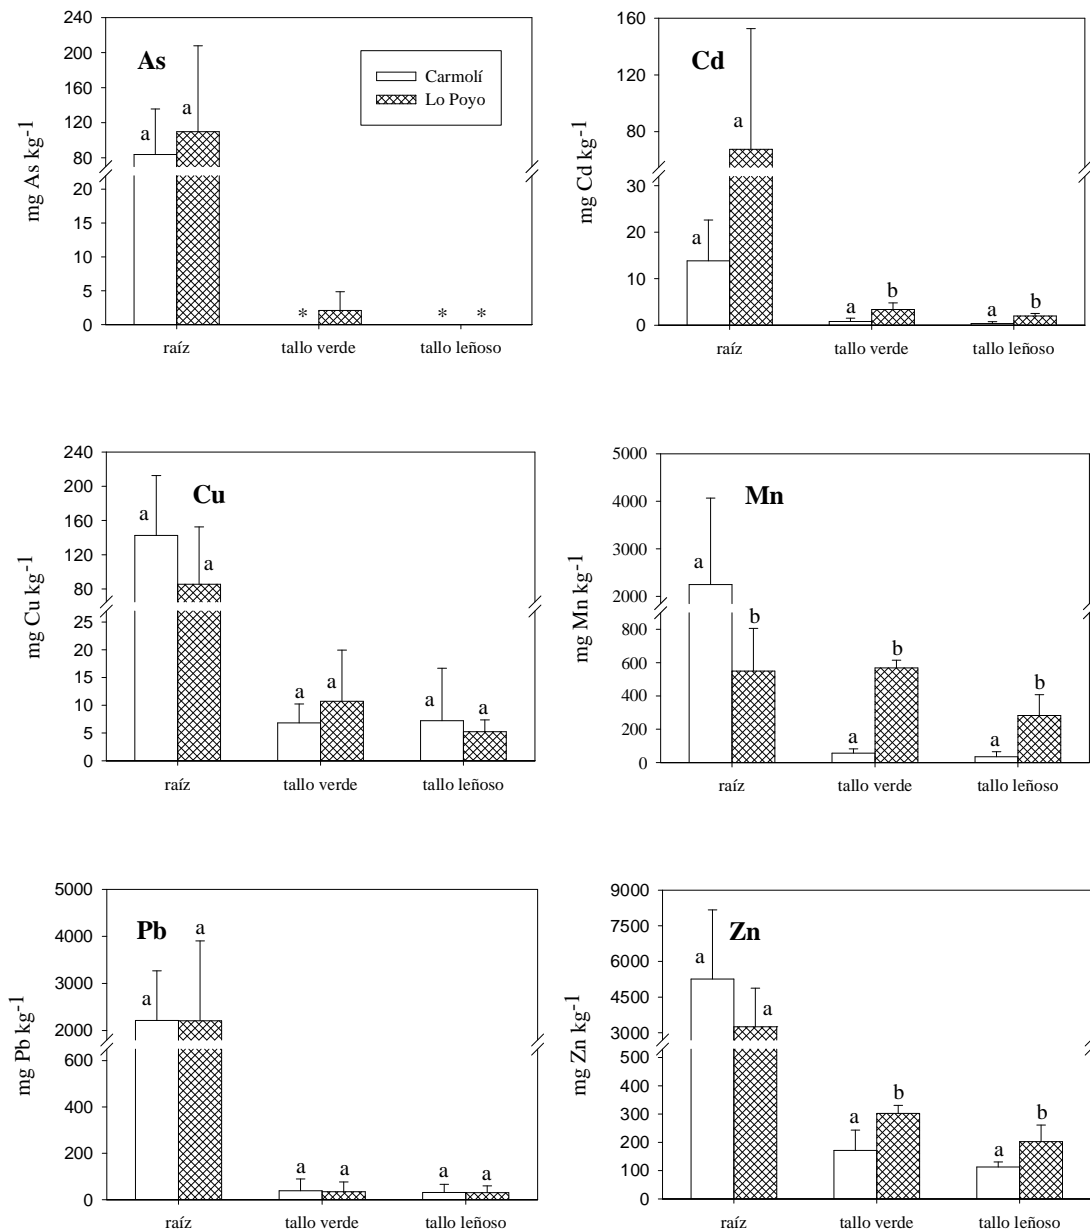 As
Carmolí
Lo Poyo
mg As kg-1
240
200
160
120
80
20
15
10
5
0
a
a
*
*
*
raíz
tallo verde
tallo leñoso
Cd
mg Cd kg-1
160
120
80
60
30
20
10
0
a
a
a
b
a
b
raíz
tallo verde
tallo leñoso
Cu
mg Cu kg-1
240
200
160
120
80
25
20
15
10
5
0
a
a
a
a
a
a
raíz
tallo verde
tallo leñoso
Mn
mg Mn kg-1
5000
4000
3000
2000
800
600
400
200
0
a
b
a
b
a
b
raíz
tallo verde
tallo leñoso
Pb
mg Pb kg-1
5000
4000
3000
2000
600
400
200
0
a
a
a
a
a
a
raíz
tallo verde
tallo leñoso
Zn
mg Zn kg-1
9000
7500
6000
4500
3000
500
400
300
200
100
0
a
a
a
b
a
b
raíz
tallo verde
tallo leñoso